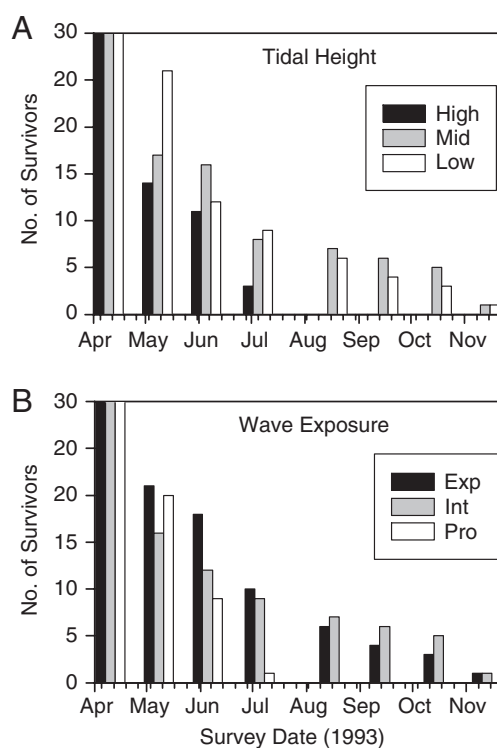 A
Tidal Height
No. of Survivors
30
20
20
15
10
5
0
High
Mid
Low
Apr May Jun Jul Aug Sep Oct Nov
B
Wave Exposure
No. of Survivors
30
20
20
15
10
5
0
Exp
Int
Pro
Apr May Jun Jul Aug Sep Oct Nov
Survey Date (1993)